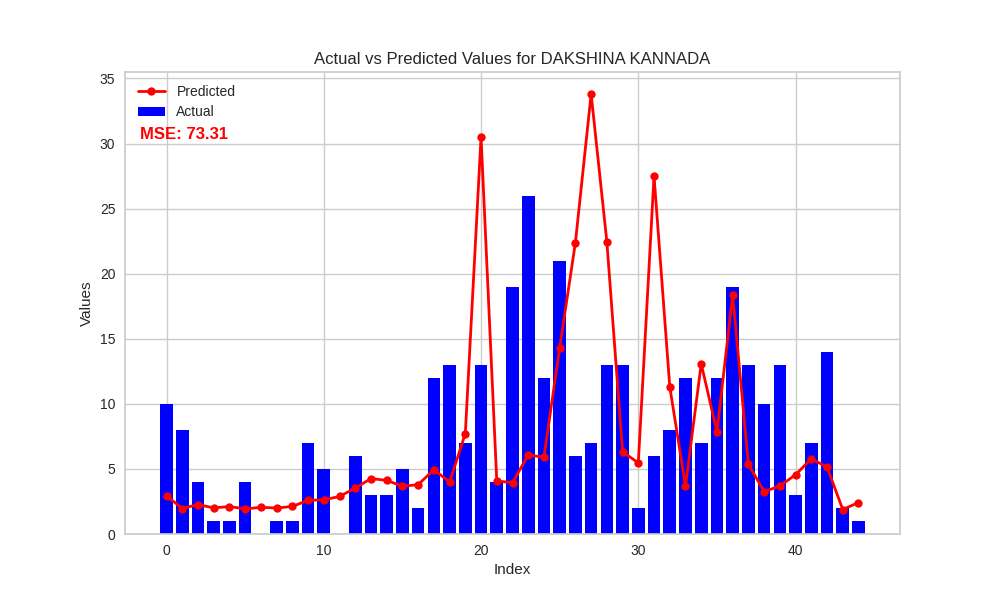 Actual vs Predicted Values for DAKSHINA KANNADA
Predicted
Actual
MSE: 73.31
Values
35
30
25
20
15
10
5
0
0 10 20 30 40
Index